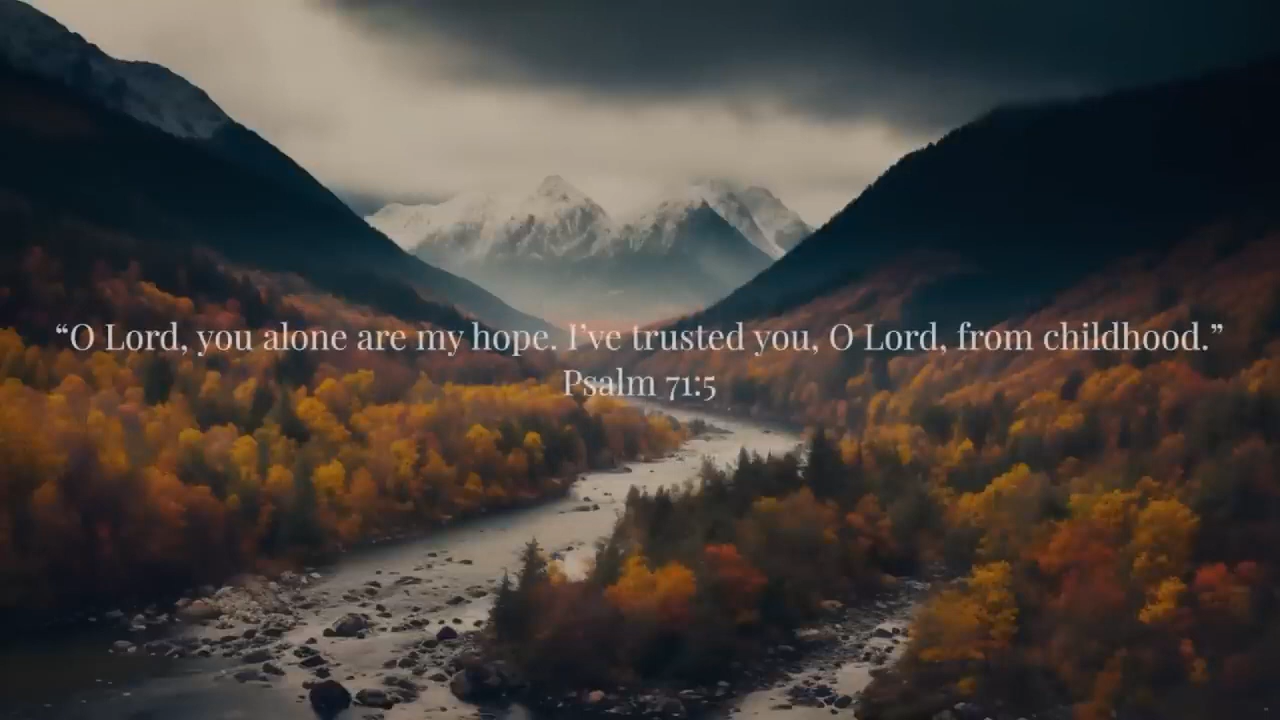 “O Lord, you alone are my hope. I’ve trusted you, O Lord, from childhood.”
Psalm 71:5